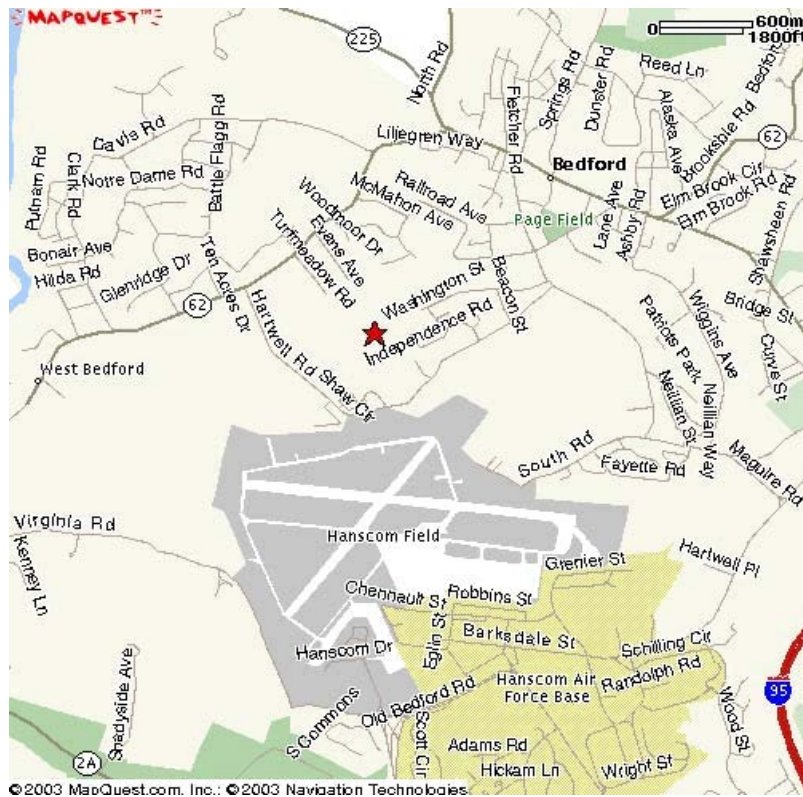 MAPQUEST
225
600m
0
1800ft
North Rd
Reed Ln
Bedford
Springs Rd
Dunster Rd
Fletcher Rd
Alaska Ave
Brooksbie Rd
62
Davis Rd
Battle Flagg Rd
Liljegren Way
Bedford
Putnam Rd
Clark Rd
Notre Dame Rd
Woodmoor Dr
McMahon Ave
Railroad Ave
Elm Brook Cir
Elm Brook Rd
Page Field
Lane Ave
Ashby Rd
Shawsheen Rd
Bonair Ave
Hilda Rd
Glenridge Dr
Ten Acres Dr
Evans Ave
Turfmeadow Rd
Washington St
Beacon St
62
Hartwell Rd
Independence Rd
Patriots Park
Wiggins Ave
Bridge St
Curve St
West Bedford
Shaw Cir
Neillian St
Neillian Way
South Rd
Fayette Rd
Maguire Rd
Virginia Rd
Hanscom Field
Kenney Ln
Grenier St
Hartwell Pl
Chennault St
Robbins St
Eglin St
Barksdale St
Schilling Cir
Hanscom Dr
Hanscom Air
Force Base
Randolph Rd
95
Shadyside Ave
S Commons
Old Bedford Rd
Scott Cir
Wood St
2A
Adams Rd
Hickam Ln
Wright St
©2003 MapQuest.com, Inc.; ©2003 Navigation Technologies